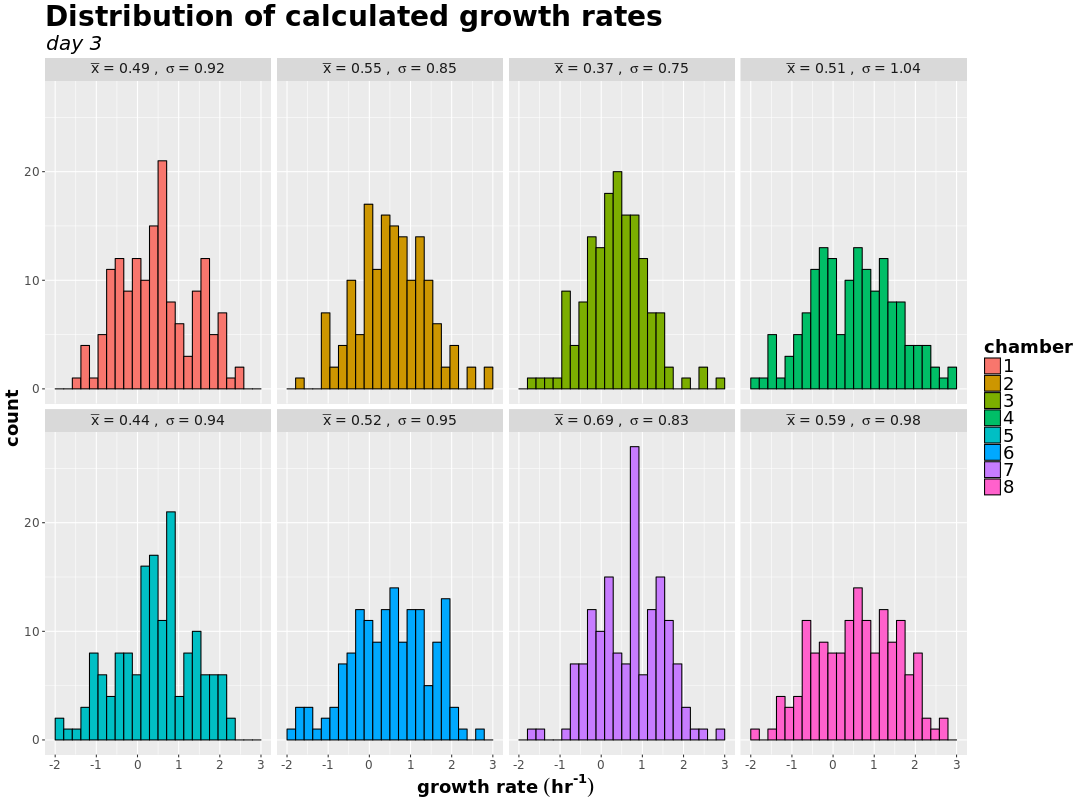 Distribution of calculated growth rates
day 3
x̅ = 0.49 , σ = 0.92
x̅ = 0.55 , σ = 0.85
x̅ = 0.37 , σ = 0.75
x̅ = 0.51 , σ = 1.04
20
10
0
x̅ = 0.44 , σ = 0.94
x̅ = 0.52 , σ = 0.95
x̅ = 0.69 , σ = 0.83
x̅ = 0.59 , σ = 0.98
20
10
0
-2 -1 0 1 2 3
-2 -1 0 1 2 3
-2 -1 0 1 2 3
-2 -1 0 1 2 3
count
growth rate (hr⁻¹)
chamber
1
2
3
4
5
6
7
8